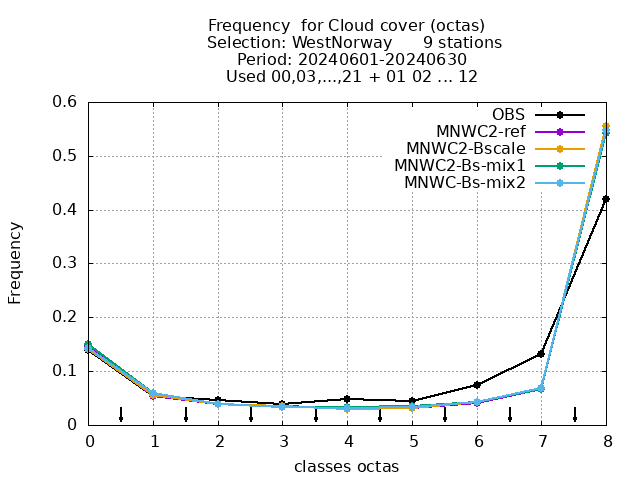 Frequency  for Cloud cover (octas)
Selection: WestNorway      9 stations
Period: 20240601-20240630
Used 00,03,...,21 + 01 02 ... 12
OBS
MNWC2-ref
MNWC2-Bscale
MNWC2-Bs-mix1
MNWC-Bs-mix2
0.6
0.5
0.4
0.3
0.2
0.1
0
Frequency
0 1 2 3 4 5 6 7 8
classes octas